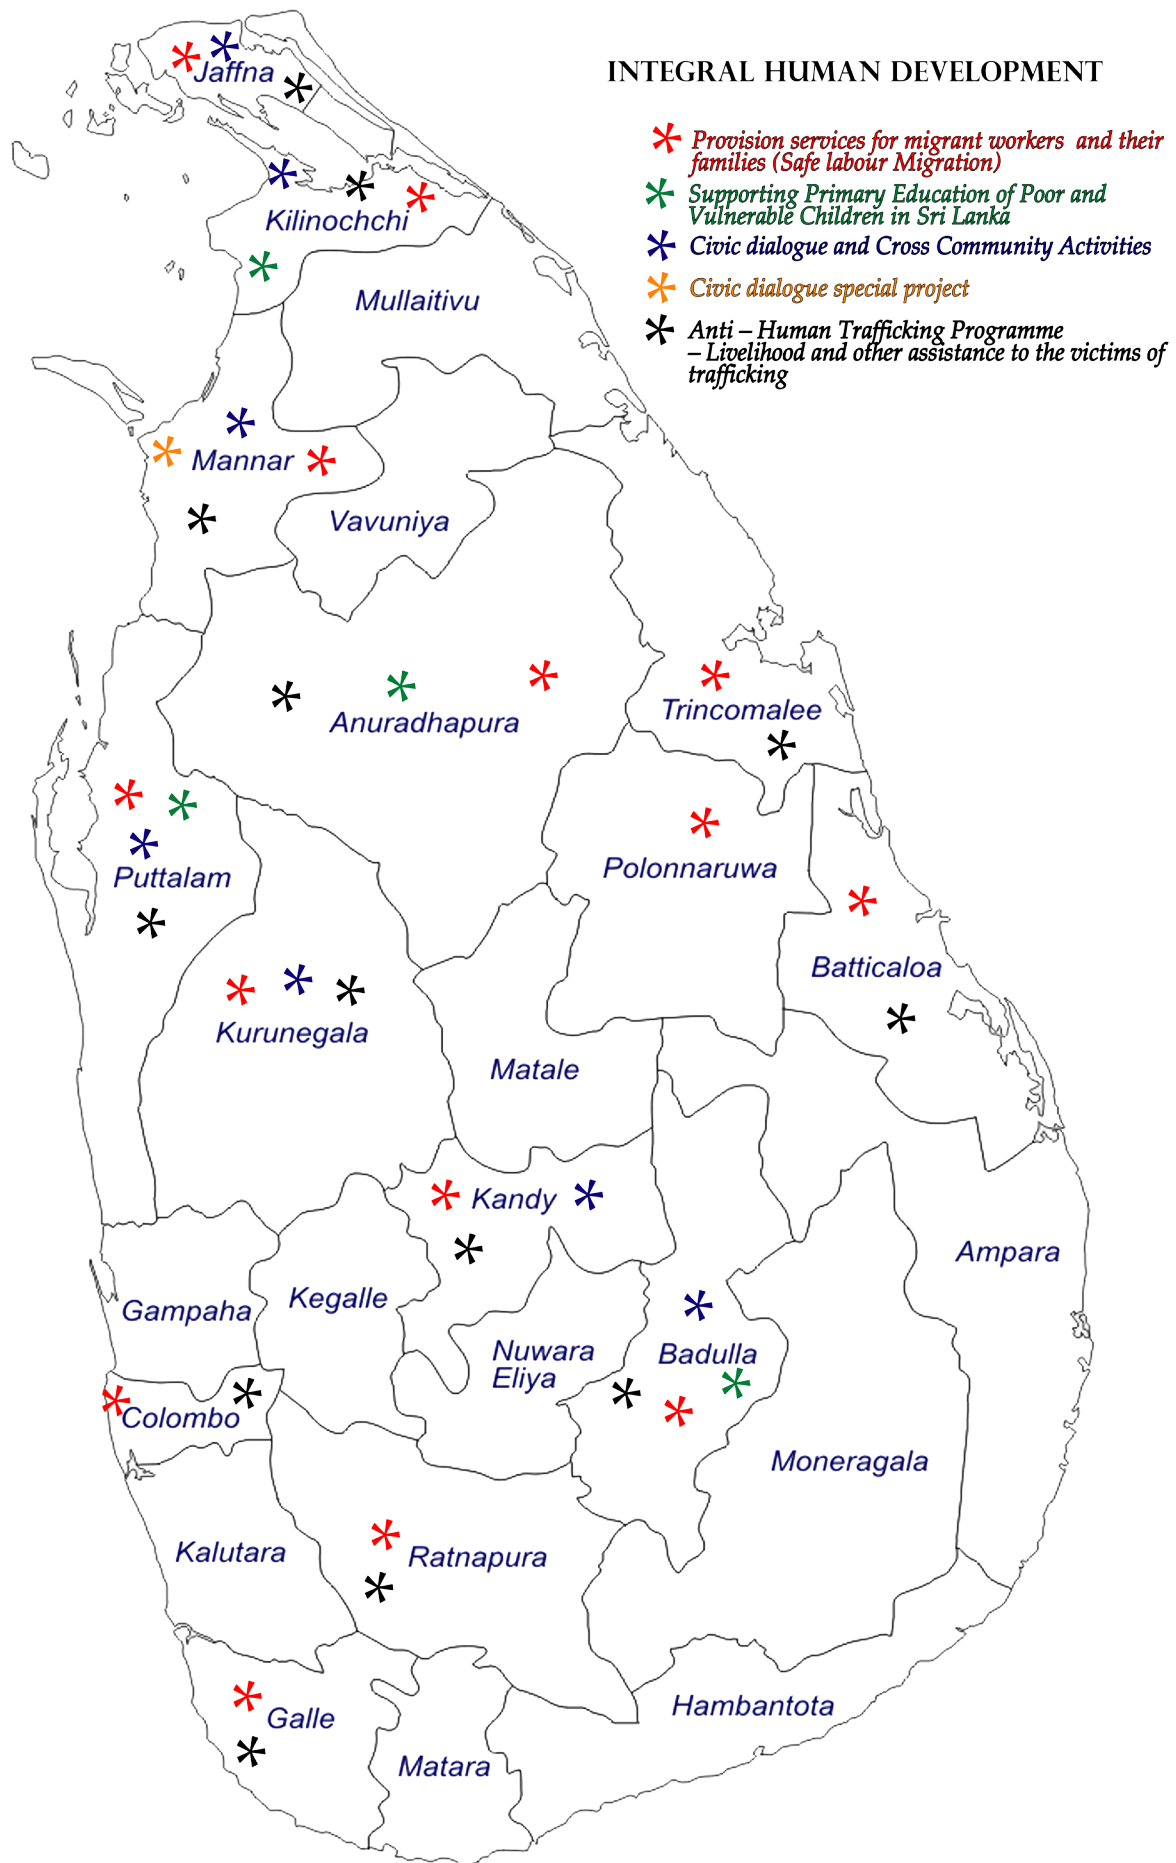 INTEGRAL HUMAN DEVELOPMENT
Provision services for migrant workers and their
families (Safe labour Migration)
Supporting Primary Education of Poor and
Vulnerable Children in Sri Lanka
Civic dialogue and Cross Community Activities
Civic dialogue special project
Anti – Human Trafficking Programme
– Livelihood and other assistance to the victims of
trafficking
Jaffna
Kilinochchi
Mullaitivu
Mannar
Vavuniya
Anuradhapura
Trincomalee
Puttalam
Polonnaruwa
Batticaloa
Kurunegala
Matale
Kandy
Ampara
Gampaha
Kegalle
Nuwara
Eliya
Badulla
Colombo
Moneragala
Kalutara
Ratnapura
Galle
Hambantota
Matara